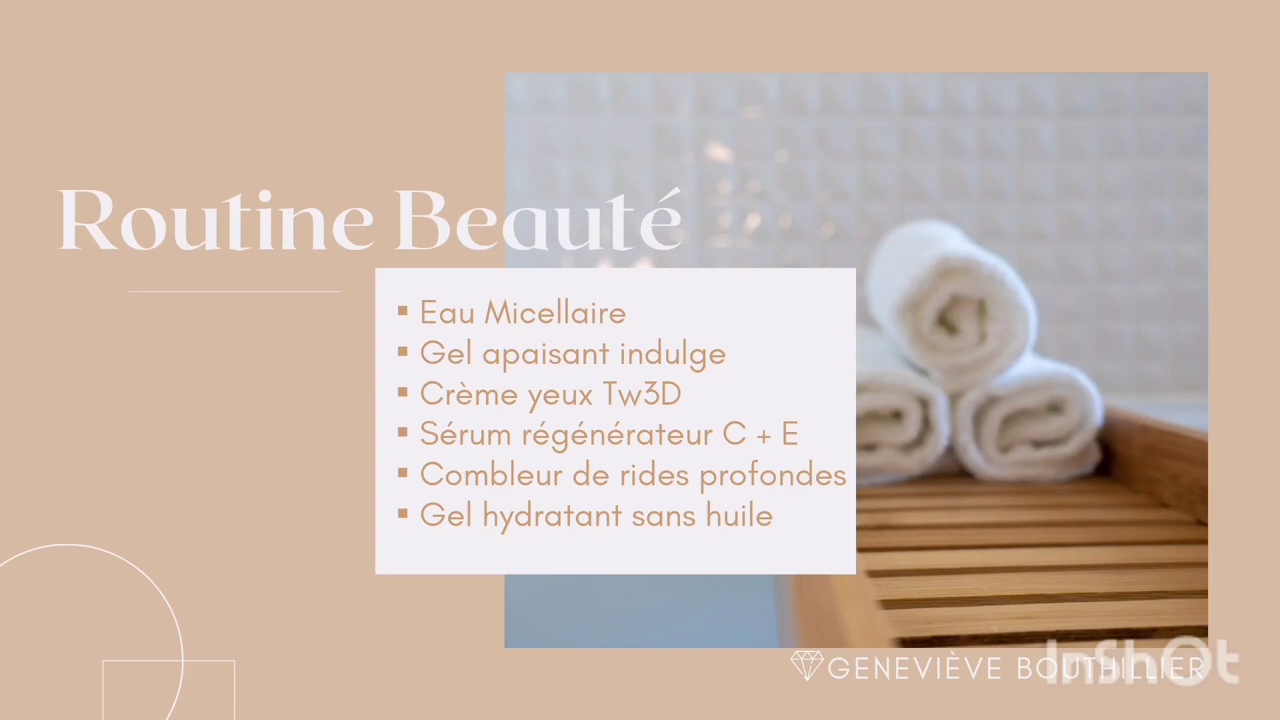 Routine Beauté
▪ Eau Micellaire
▪ Gel apaisant indulge
▪ Crème yeux Tw3D
▪ Sérum régénérateur C + E
▪ Combleur de rides profondes
▪ Gel hydratant sans huile
GENEVIÈVE BOUTHILLIER
InShOt